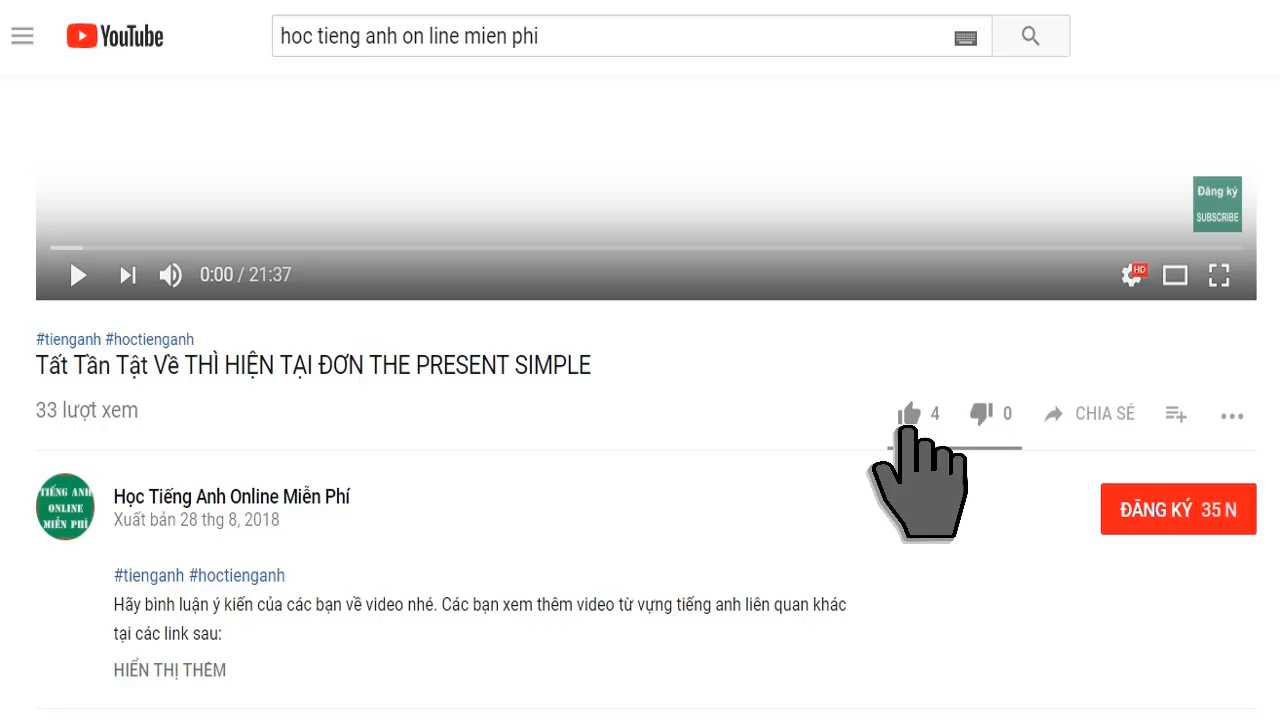 YouTube
hoc tieng anh on line mien phi
Đăng ký
SUBSCRIBE
0:00 / 21:37
HD
#tienganh #hoctienganh
Tất Tần Tật Về THÌ HIỆN TẠI ĐƠN THE PRESENT SIMPLE
33 lượt xem
4
0
CHIA SẺ
TIẾNG ANH
ONLINE
MIỄN PHÍ
Học Tiếng Anh Online Miễn Phí
Xuất bản 28 thg 8, 2018
ĐĂNG KÝ 35 N
#tienganh #hoctienganh
Hãy bình luận ý kiến của các bạn về video nhé. Các bạn xem thêm video từ vựng tiếng anh liên quan khác
tại các link sau:
HIỂN THỊ THÊM